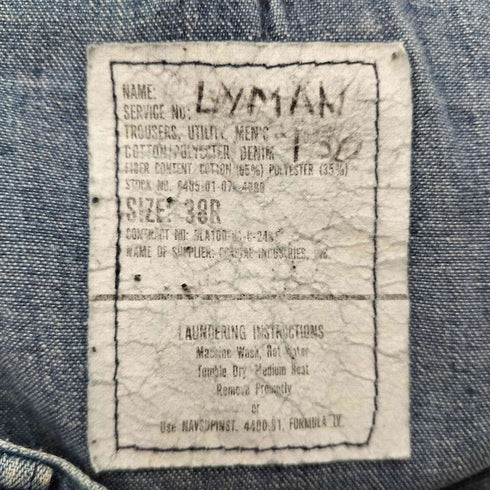 NAME: LYMAN
SERVICE NO:
TROUSERS, UTILITY, MEN'S
COTTON/POLYESTER, DENIM
FIBER CONTENT, COTTON (65%) POLYESTER (35%)
STOCK NO.
SIZE: 38R
CONTRACT NO:
NAME OF SUPPLIER: INDUSTRIES,
LAUNDERING INSTRUCTIONS
Machine Wash, Hot Water
Tumble Dry, Medium Heat
Remove Promptly
or
Use NAVSUPINST. 4400.91, FORMULA IV.